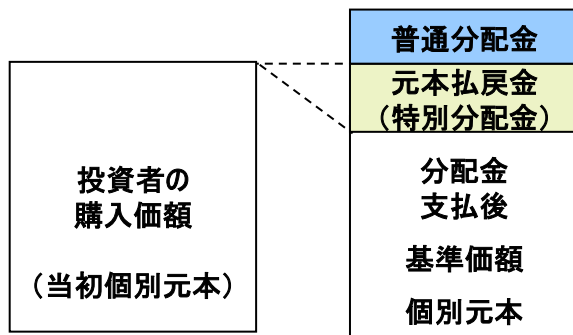 投資者の
購入価額
（当初個別元本）
普通分配金
元本払戻金
（特別分配金）
分配金
支払後
基準価額
個別元本